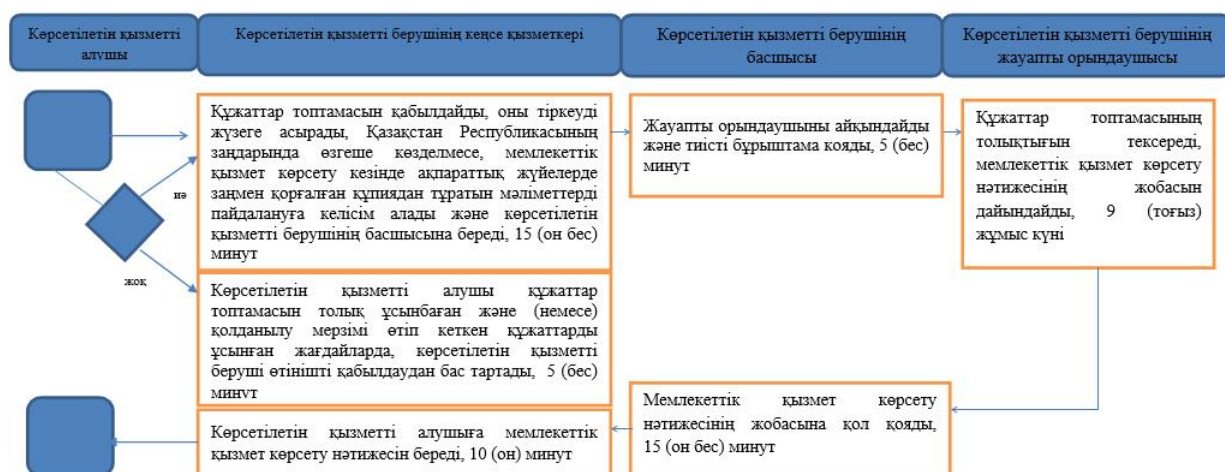 Көрсетілетін қызметті
алушы
Көрсетілетін қызметті берушінің кеңсе қызметкері
Көрсетілетін қызметті берушінің
басшысы
Көрсетілетін қызметті берушінің
жауапты орындаушысы
Құжаттар топтамасын қабылдайды, оны тіркеуді
жүзеге асырады, Қазақстан Республикасының
заңдарында өзгеше көзделмесе, мемлекеттік
қызмет көрсету кезінде ақпараттық жүйелерде
заңмен қорғалған құпиядан тұратын мәліметтерді
пайдалануға келісім алады және көрсетілетін
қызметті берушінің басшысына береді, 15 (он бес)
минут
Жауапты орындаушыны айқындайды
және тиісті бұрыштама қояды, 5 (бес)
минут
Құжаттар топтамасының
толықтығын тексереді,
мемлекеттік қызмет көрсету
нәтижесінің жобасын
дайындайды, 9 (тоғыз)
жұмыс күні
иә
жоқ
Көрсетілетін қызметті алушы құжаттар
топтамасын толық ұсынбаған және (немесе)
қолданылу мерзімі өтіп кеткен құжаттарды
ұсынған жағдайларда, көрсетілетін қызметті
беруші өтінішті қабылдаудан бас тартады, 5 (бес)
минут
Мемлекеттік қызмет көрсету
нәтижесінің жобасына қол қояды,
15 (он бес) минут
Көрсетілетін қызметті алушыға мемлекеттік
қызмет көрсету нәтижесін береді, 10 (он) минут